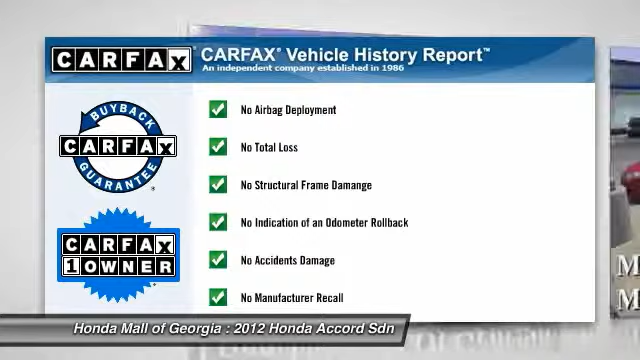 CARFAX
CARFAX® Vehicle History Report™
An independent company established in 1986
BUYBACK
CARFAX
GUARANTEE
CARFAX
1 OWNER
No Airbag Deployment
No Total Loss
No Structural Frame Damange
No Indication of an Odometer Rollback
No Accidents Damage
No Manufacturer Recall
M
M
Honda Mall of Georgia : 2012 Honda Accord Sdn